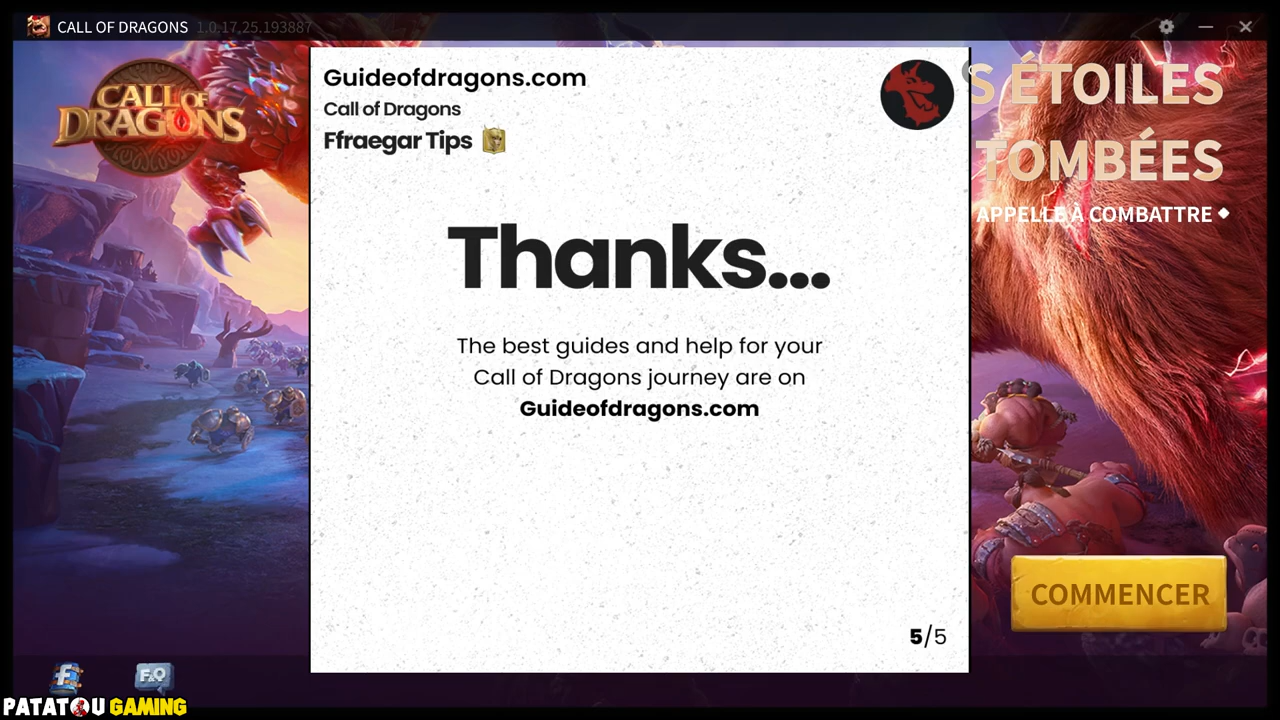 CALL OF DRAGONS 1.0.17.25.193887
CALL OF
DRAGONS
Guideofdragons.com
Call of Dragons
Ffraegar Tips
S ÉTOILES
TOMBÉES
APPELLE À COMBATTRE
Thanks...
The best guides and help for your
Call of Dragons journey are on
Guideofdragons.com
COMMENCER
5/5
F&Q
PATATOU GAMING